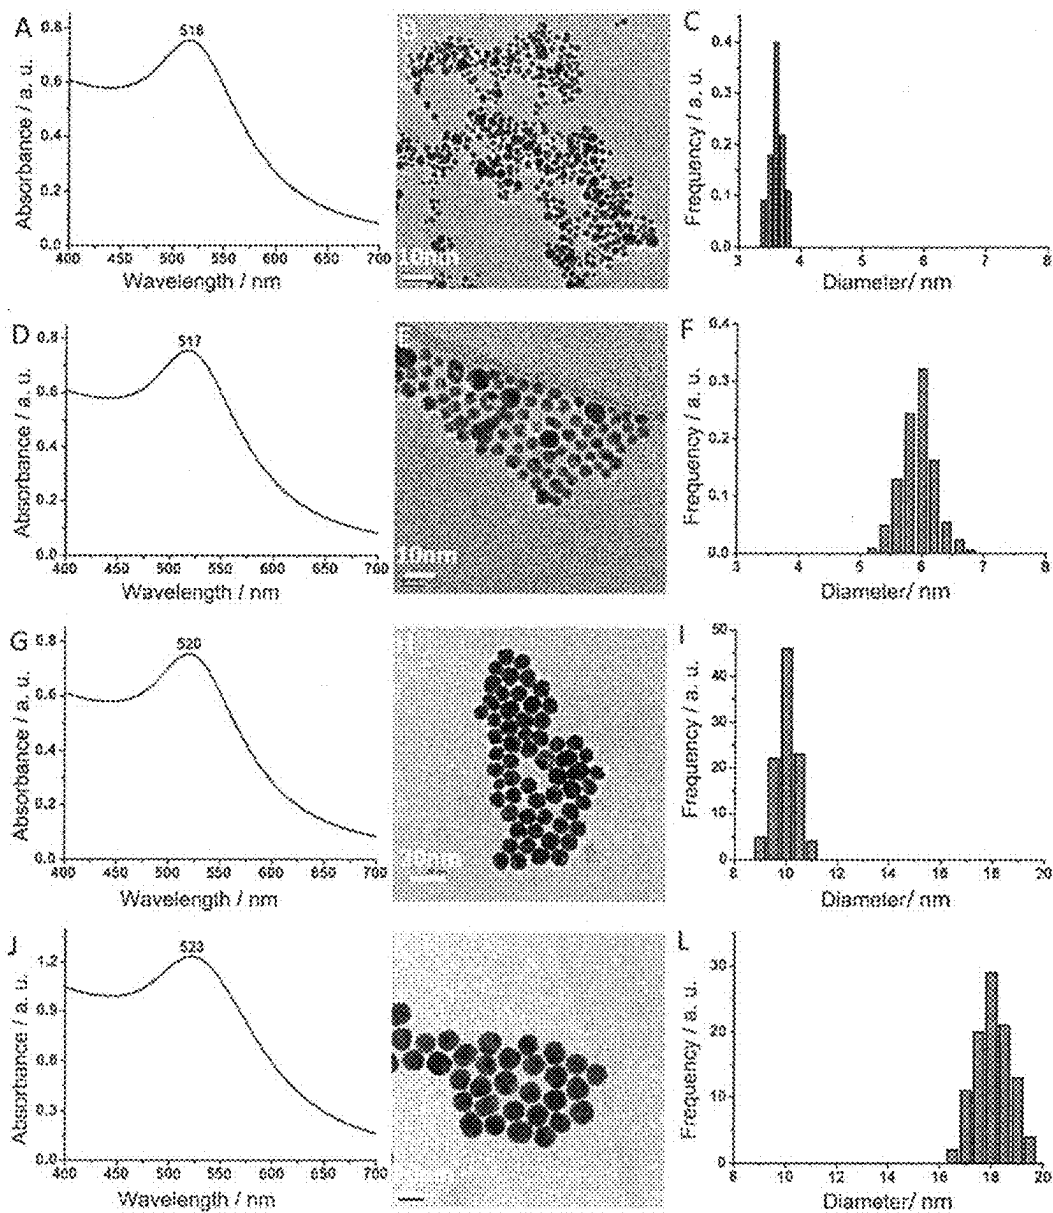 A
518
Absorbance / a. u.
0.8
0.6
0.4
0.2
0.0
400 450 500 550 600 650 700
Wavelength / nm
B
10nm
C
Frequency / a. u.
0.4
0.3
0.2
0.1
0.0
3 4 5 6 7 8
Diameter/ nm
D
517
Absorbance / a. u.
0.8
0.6
0.4
0.2
0.0
400 450 500 550 600 650 700
Wavelength / nm
E
10nm
F
Frequency / a. u.
0.4
0.3
0.2
0.1
0.0
3 4 5 6 7 8
Diameter/ nm
G
520
Absorbance / a. u.
0.8
0.6
0.4
0.2
0.0
400 450 500 550 600 650 700
Wavelength / nm
H
I
Frequency / a. u.
50
40
30
20
10
0
8 10 12 14 16 18 20
Diameter/ nm
J
523
Absorbance / a. u.
1.2
0.9
0.6
0.3
0.0
400 450 500 550 600 650 700
Wavelength / nm
L
Frequency / a. u.
30
20
10
0
8 10 12 14 16 18 20
Diameter/ nm